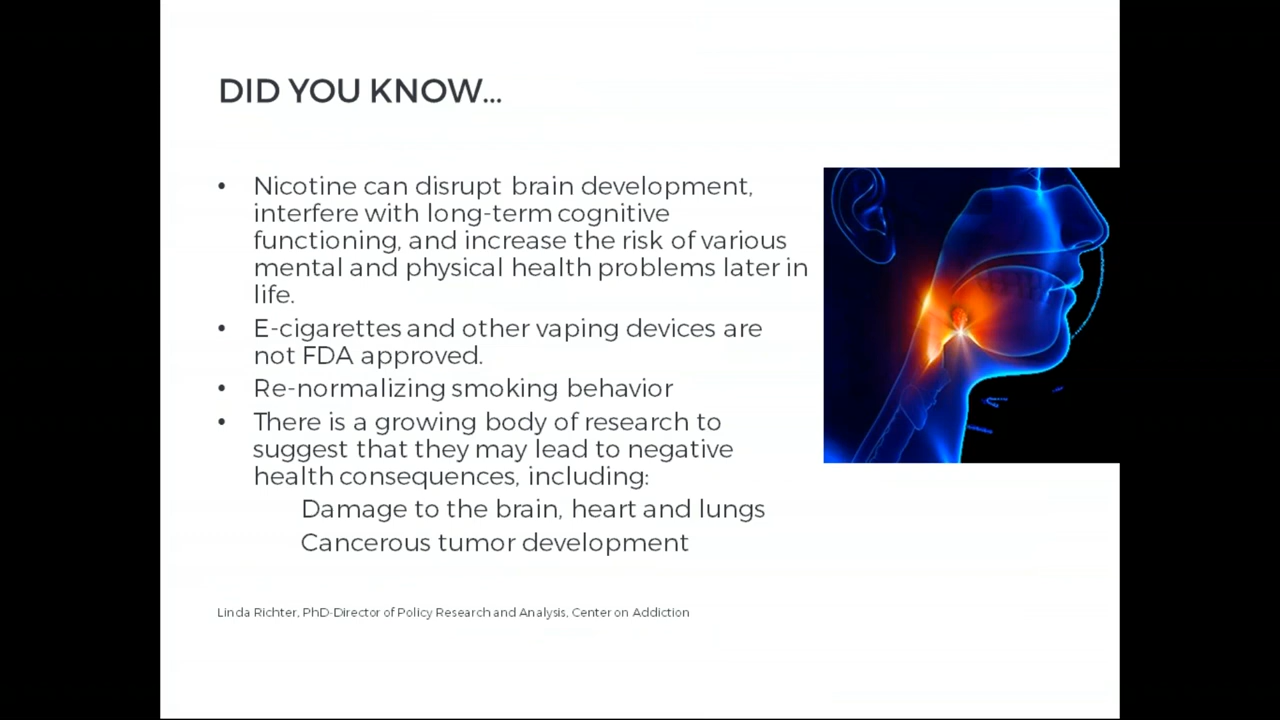 DID YOU KNOW...
• Nicotine can disrupt brain development,
interfere with long-term cognitive
functioning, and increase the risk of various
mental and physical health problems later in
life.
• E-cigarettes and other vaping devices are
not FDA approved.
• Re-normalizing smoking behavior
• There is a growing body of research to
suggest that they may lead to negative
health consequences, including:
Damage to the brain, heart and lungs
Cancerous tumor development
Linda Richter, PhD-Director of Policy Research and Analysis, Center on Addiction